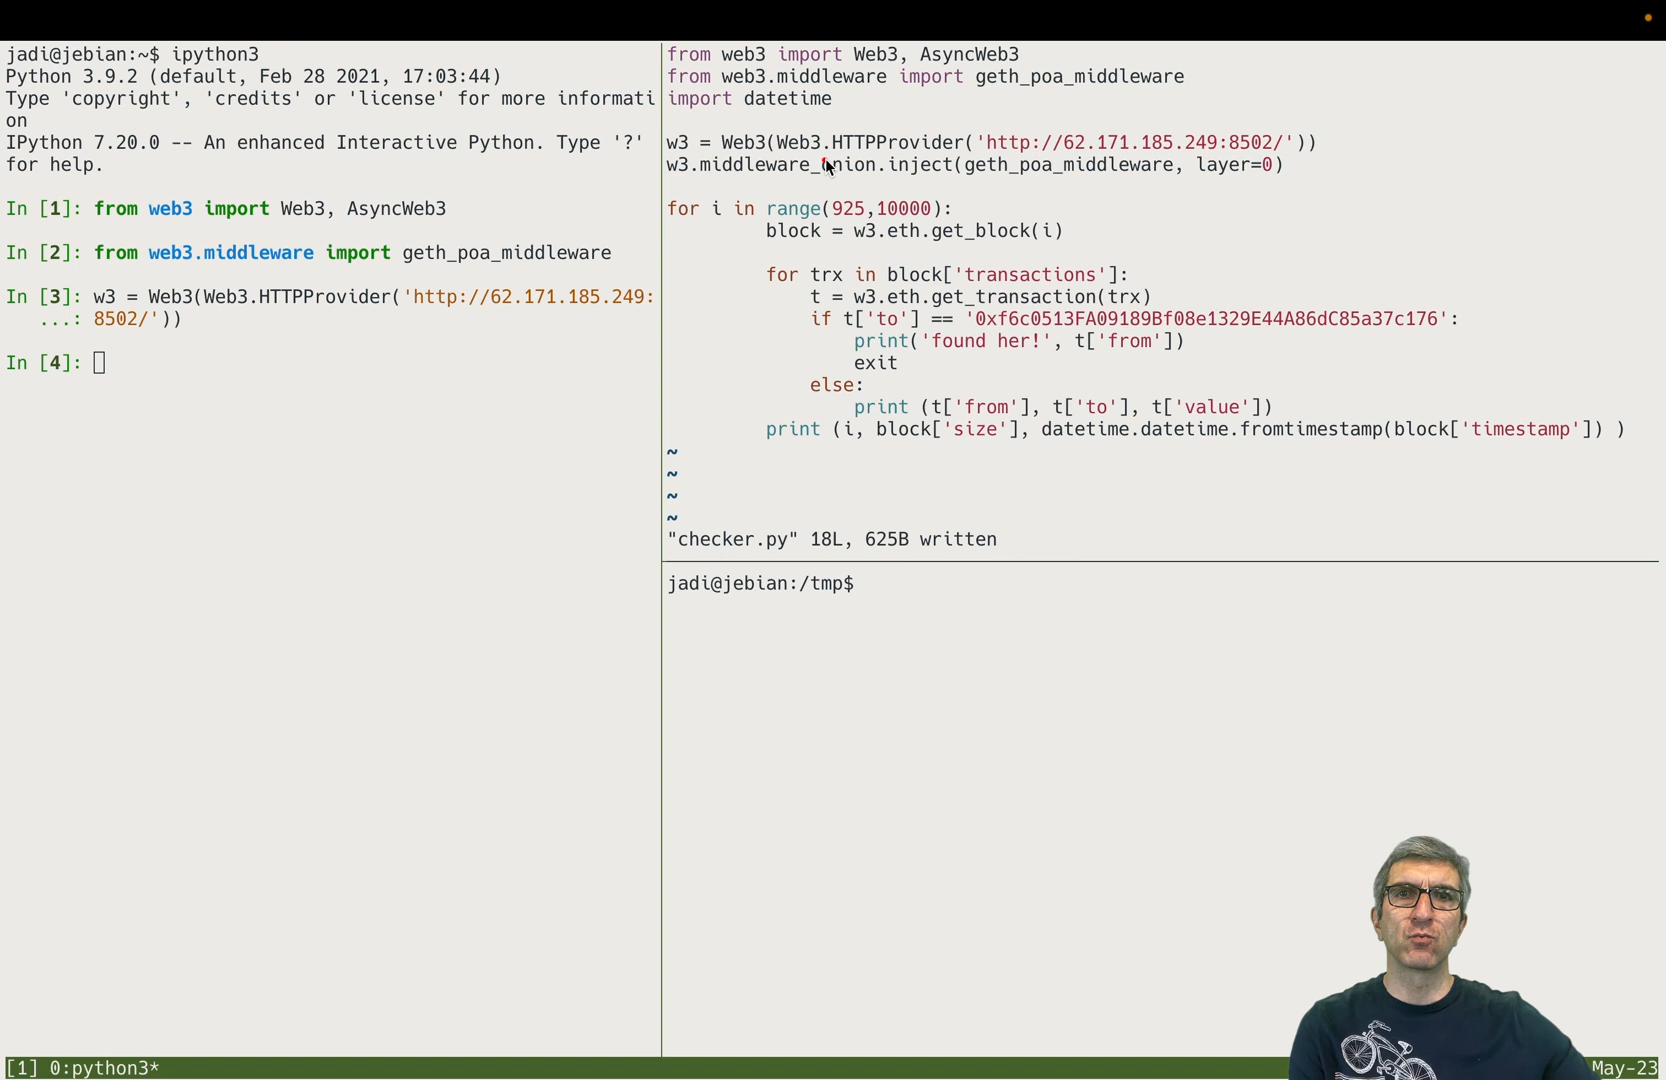 jadi@jebian:~$ ipython3
Python 3.9.2 (default, Feb 28 2021, 17:03:44)
Type 'copyright', 'credits' or 'license' for more informati
on
IPython 7.20.0 -- An enhanced Interactive Python. Type '?'
for help.
In [1]: from web3 import Web3, AsyncWeb3
In [2]: from web3.middleware import geth_poa_middleware
In [3]: w3 = Web3(Web3.HTTPProvider('http://62.171.185.249:
...: 8502/'))
In [4]:
from web3 import Web3, AsyncWeb3
from web3.middleware import geth_poa_middleware
import datetime
w3 = Web3(Web3.HTTPProvider('http://62.171.185.249:8502/'))
w3.middleware_onion.inject(geth_poa_middleware, layer=0)
for i in range(925,10000):
block = w3.eth.get_block(i)
for trx in block['transactions']:
t = w3.eth.get_transaction(trx)
if t['to'] == '0xf6c0513FA09189Bf08e1329E44A86dC85a37c176':
print('found her!', t['from'])
exit
else:
print (t['from'], t['to'], t['value'])
print (i, block['size'], datetime.datetime.fromtimestamp(block['timestamp']) )
~
~
~
~
"checker.py" 18L, 625B written
jadi@jebian:/tmp$
[1] 0:python3*
May-23